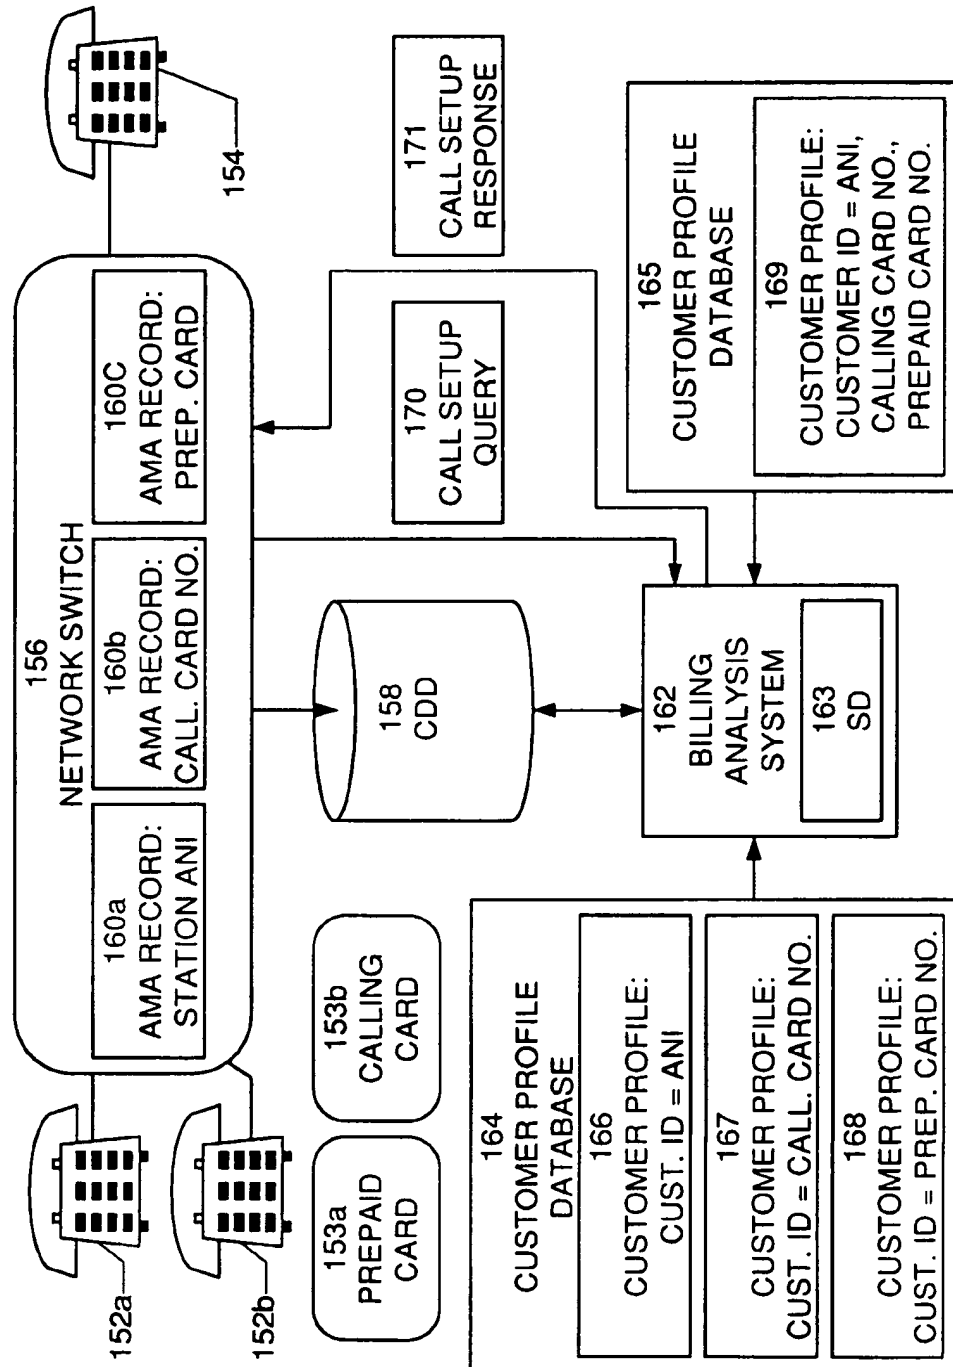 152a
152b
154
156
NETWORK SWITCH
160a
AMA RECORD:
STATION ANI
160b
AMA RECORD:
CALL. CARD NO.
160C
AMA RECORD:
PREP. CARD
153a
PREPAID
CARD
153b
CALLING
CARD
158
CDD
170
CALL SETUP
QUERY
171
CALL SETUP
RESPONSE
164
CUSTOMER PROFILE
DATABASE
166
CUSTOMER PROFILE:
CUST. ID = ANI
167
CUSTOMER PROFILE:
CUST. ID = CALL. CARD NO.
168
CUSTOMER PROFILE:
CUST. ID = PREP. CARD NO.
162
BILLING
ANALYSIS
SYSTEM
163
SD
165
CUSTOMER PROFILE
DATABASE
169
CUSTOMER PROFILE:
CUSTOMER ID = ANI,
CALLING CARD NO.,
PREPAID CARD NO.